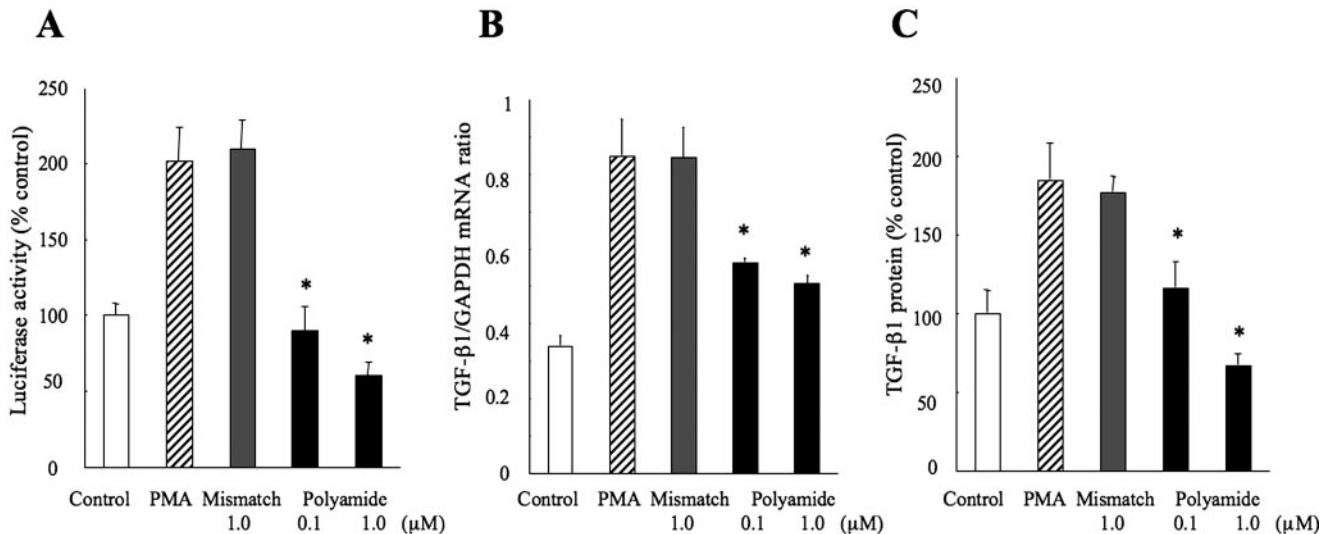 A
Luciferase activity (% control)
250
200
150
100
50
0
*
*
Control PMA Mismatch Polyamide
1.0 0.1 1.0 (μM)
B
TGF-β1/GAPDH mRNA ratio
1
0.8
0.6
0.4
0.2
0
*
*
Control PMA Mismatch Polyamide
1.0 0.1 1.0 (μM)
C
TGF-β1 protein (% control)
250
200
150
100
50
0
*
*
Control PMA Mismatch Polyamide
1.0 0.1 1.0 (μM)